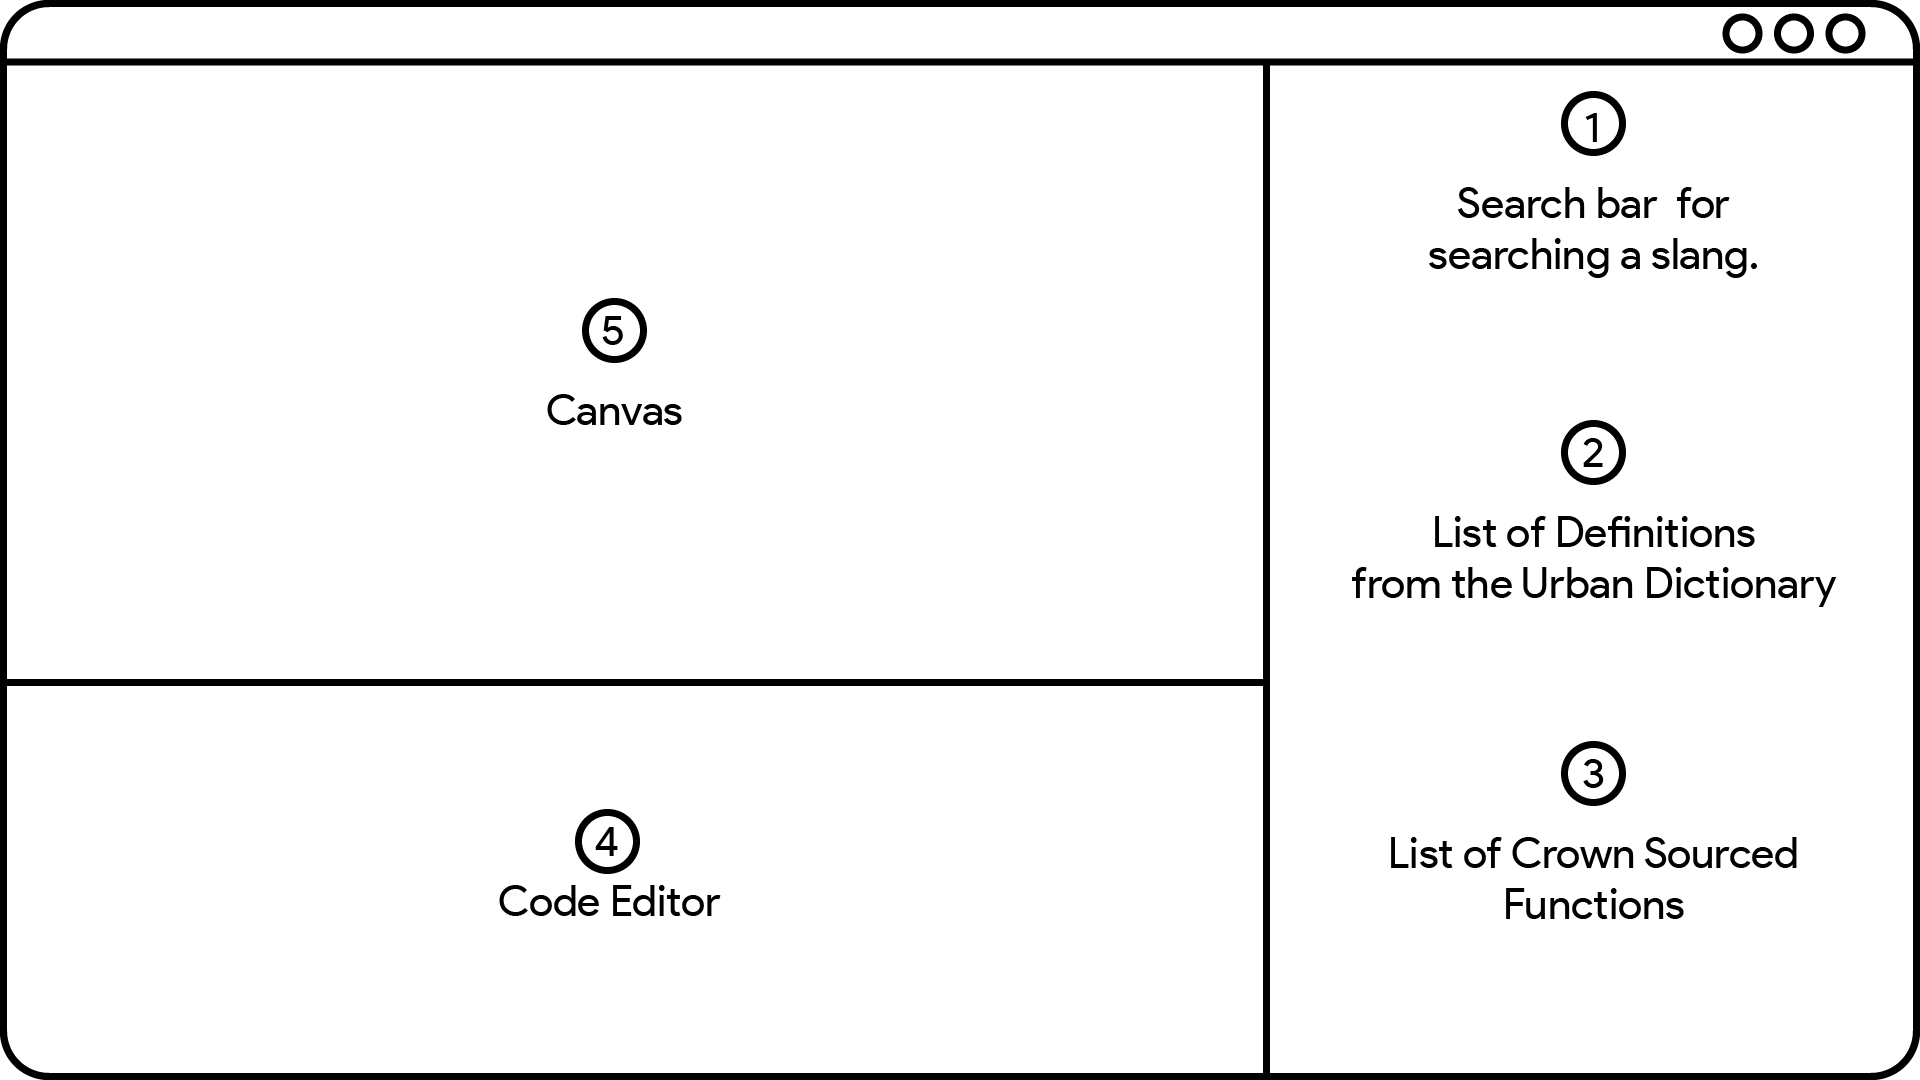 1
Search bar  for
searching a slang.
5
Canvas
2
List of Definitions
from the Urban Dictionary
3
List of Crown Sourced
Functions
4
Code Editor